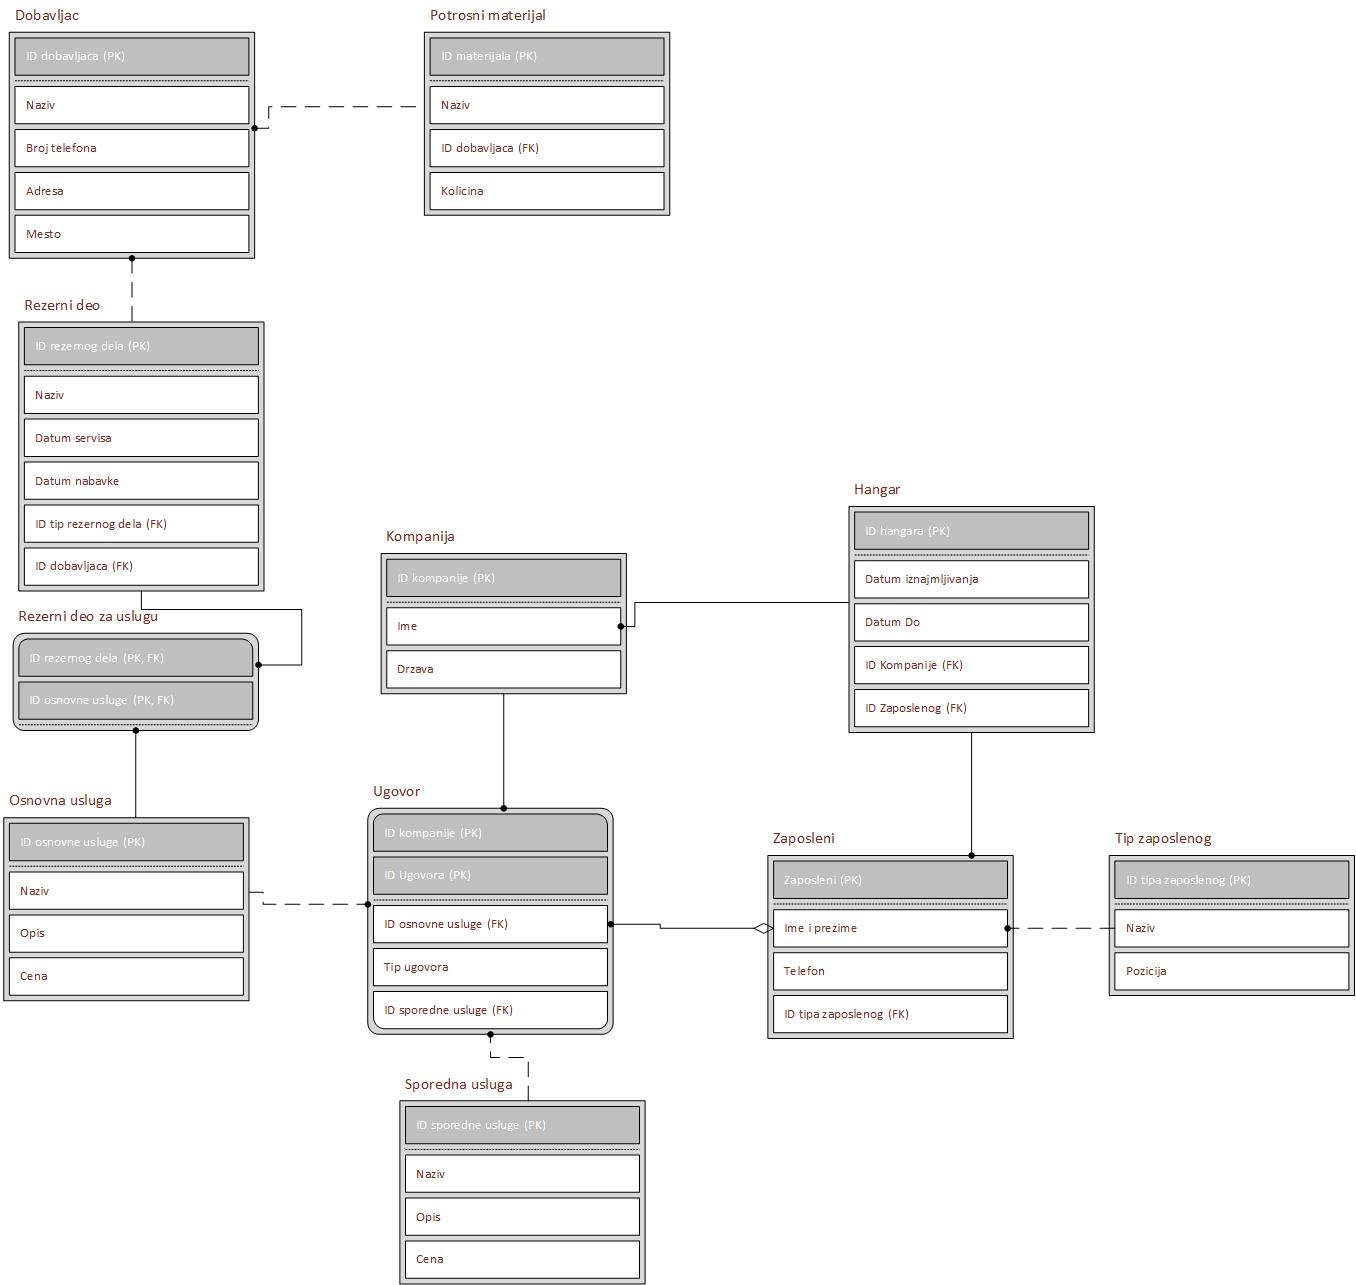 Dobavljac
ID dobavljaca (PK)
Naziv
Broj telefona
Adresa
Mesto
Potrosni materijal
ID materijala (PK)
Naziv
ID dobavljaca (FK)
Kolicina
Rezerni deo
ID rezernog dela (PK)
Naziv
Datum servisa
Datum nabavke
ID tip rezernog dela (FK)
ID dobavljaca (FK)
Rezerni deo za uslugu
ID rezernog dela (PK, FK)
ID osnovne usluge (PK, FK)
Kompanija
ID kompanije (PK)
Ime
Drzava
Hangar
ID hangara (PK)
Datum iznajmljivanja
Datum Do
ID Kompanije (FK)
ID Zaposlenog (FK)
Osnovna usluga
ID osnovne usluge (PK)
Naziv
Opis
Cena
Ugovor
ID kompanije (PK)
ID Ugovora (PK)
ID osnovne usluge (FK)
Tip ugovora
ID sporedne usluge (FK)
Zaposleni
Zaposleni (PK)
Ime i prezime
Telefon
ID tipa zaposlenog (FK)
Tip zaposlenog
ID tipa zaposlenog (PK)
Naziv
Pozicija
Sporedna usluga
ID sporedne usluge (PK)
Naziv
Opis
Cena